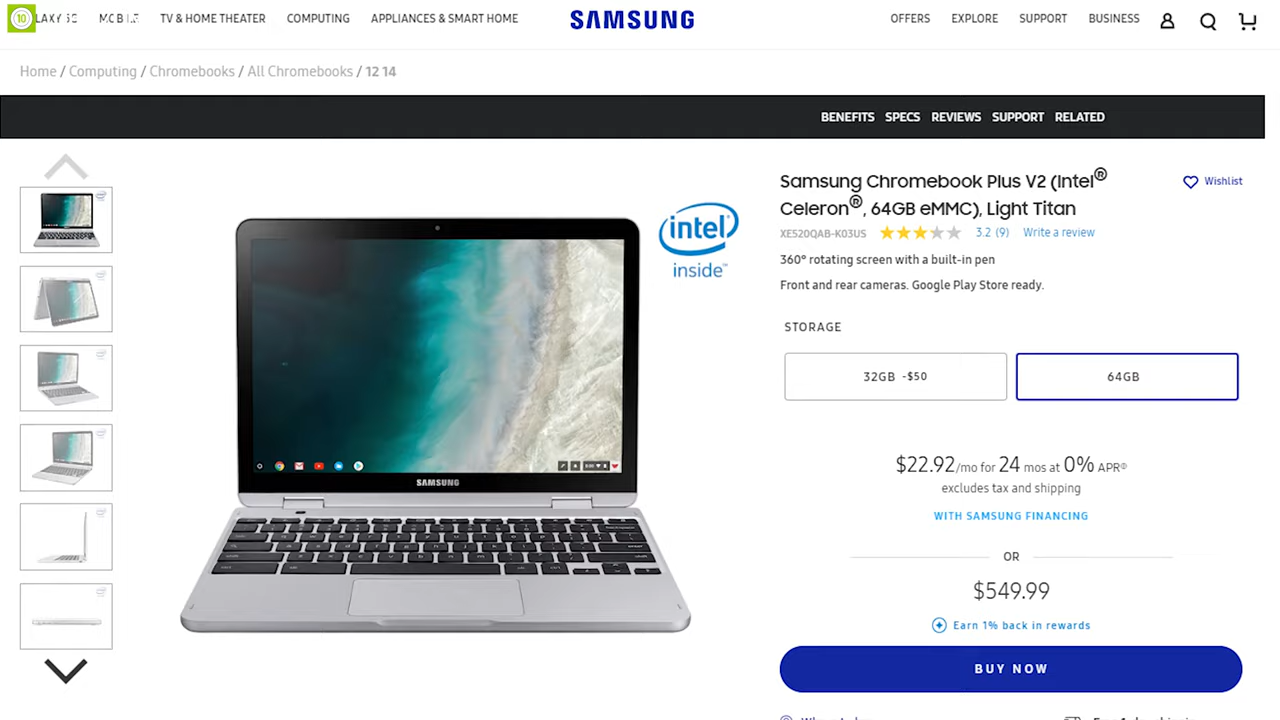 10
MOBILE
TV & HOME THEATER
COMPUTING
APPLIANCES & SMART HOME
SAMSUNG
OFFERS
EXPLORE
SUPPORT
BUSINESS
Home / Computing / Chromebooks / All Chromebooks / 12 14
BENEFITS SPECS REVIEWS SUPPORT RELATED
intel
inside™
SAMSUNG
Samsung Chromebook Plus V2 (Intel®
Celeron®, 64GB eMMC), Light Titan
Wishlist
XE520QAB-K03US 3.2 (9) Write a review
360° rotating screen with a built-in pen
Front and rear cameras. Google Play Store ready.
STORAGE
32GB -$50
64GB
$22.92/mo for 24 mos at 0% APR®
excludes tax and shipping
WITH SAMSUNG FINANCING
OR
$549.99
Earn 1% back in rewards
BUY NOW